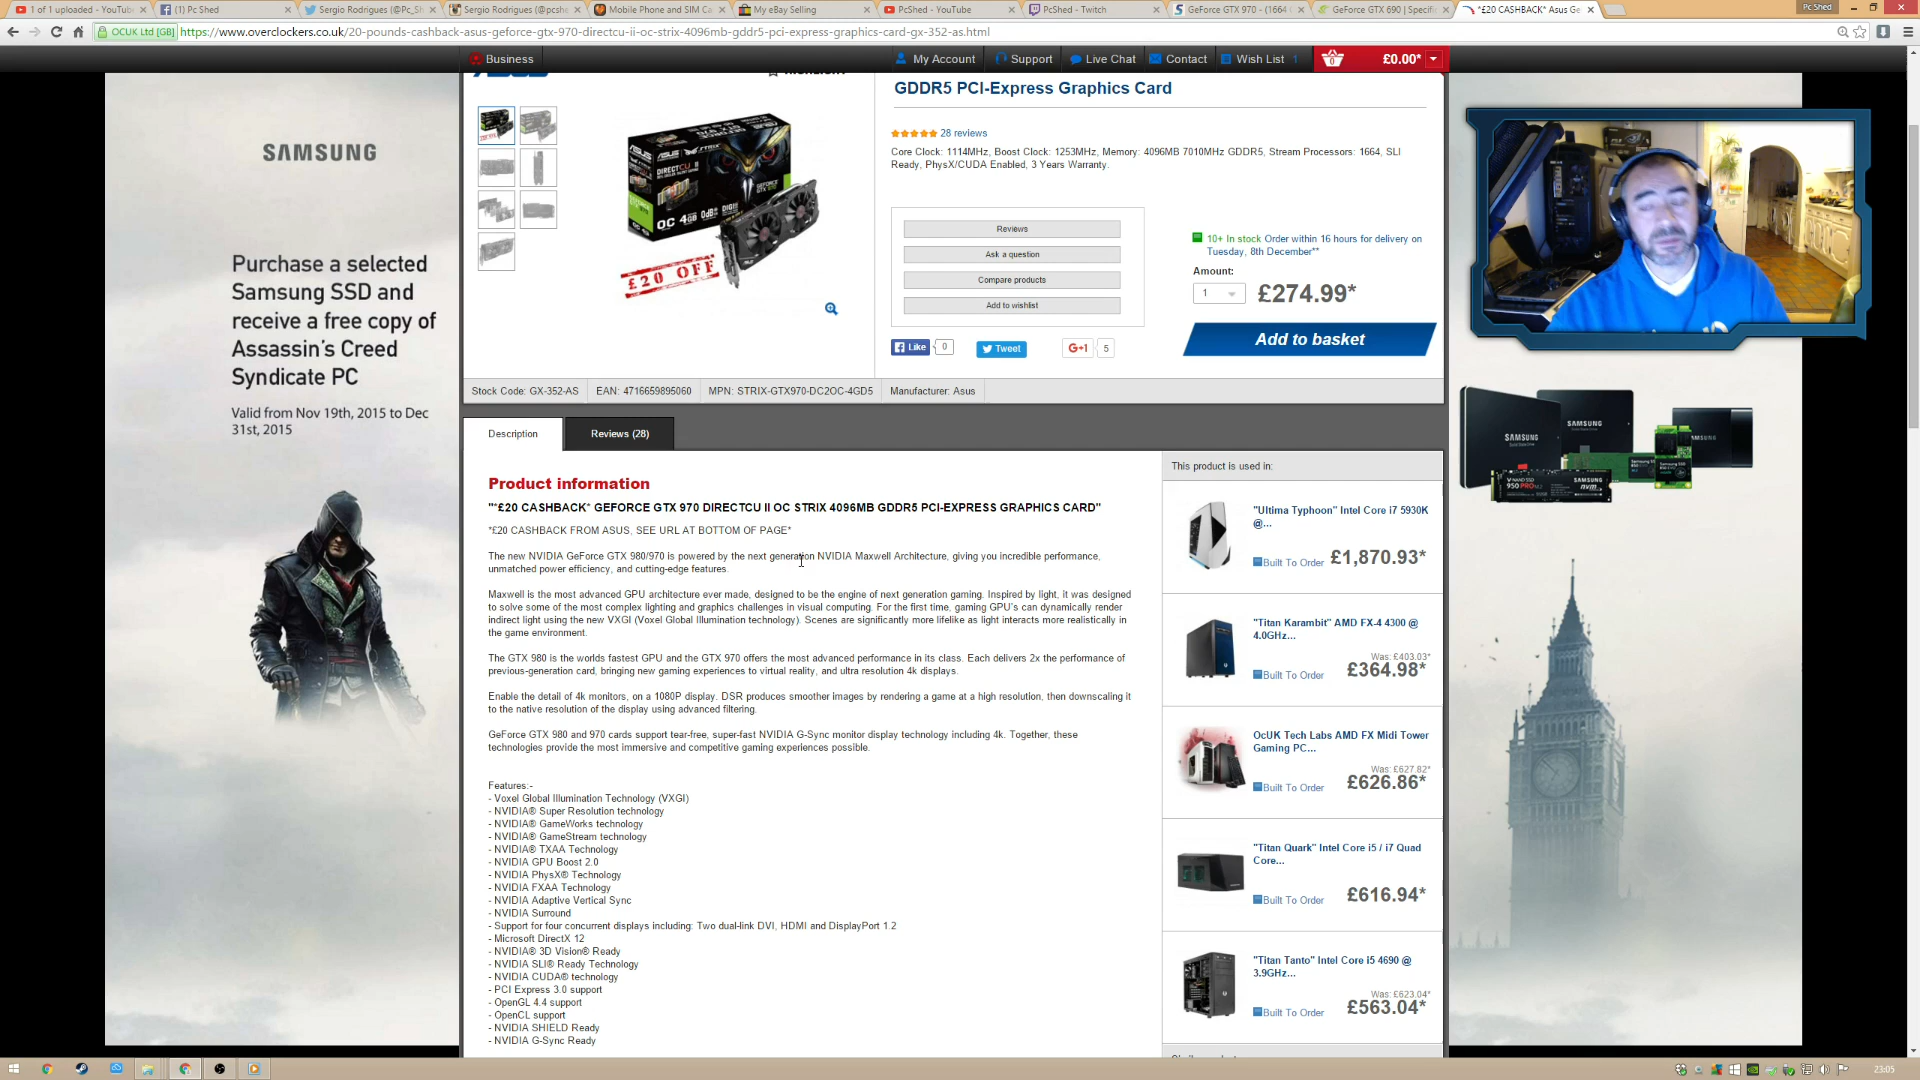 1 of 1 uploaded - YouTube
(1) Pc Shed
Sergio Rodrigues (@Pc_Sh
Sergio Rodrigues (@pcshe
Mobile Phone and SIM Ca
My eBay Selling
PcShed - YouTube
PcShed - Twitch
GeForce GTX 970 - (1664
GeForce GTX 690 | Specifi
*£20 CASHBACK* Asus Ge
Pc Shed
OCUK Ltd [GB] https://www.overclockers.co.uk/20-pounds-cashback-asus-geforce-gtx-970-directcu-ii-oc-strix-4096mb-gddr5-pci-express-graphics-card-gx-352-as.html
Business
My Account
Support
Live Chat
Contact
Wish List 1
0
£0.00*
GDDR5 PCI-Express Graphics Card
28 reviews
Core Clock: 1114MHz, Boost Clock: 1253MHz, Memory: 4096MB 7010MHz GDDR5, Stream Processors: 1664, SLI
Ready, PhysX/CUDA Enabled, 3 Years Warranty.
Reviews
Ask a question
Compare products
Add to wishlist
10+ In stock Order within 16 hours for delivery on
Tuesday, 8th December**
Amount:
1
£274.99*
Add to basket
Like 0
Tweet
G+1 5
£20 OFF
SAMSUNG
Purchase a selected
Samsung SSD and
receive a free copy of
Assassin's Creed
Syndicate PC
Valid from Nov 19th, 2015 to Dec
31st, 2015
Stock Code: GX-352-AS
EAN: 4716659895060
MPN: STRIX-GTX970-DC2OC-4GD5
Manufacturer: Asus
Description
Reviews (28)
Product information
"*£20 CASHBACK* GEFORCE GTX 970 DIRECTCU II OC STRIX 4096MB GDDR5 PCI-EXPRESS GRAPHICS CARD"
*£20 CASHBACK FROM ASUS, SEE URL AT BOTTOM OF PAGE*
The new NVIDIA GeForce GTX 980/970 is powered by the next generation NVIDIA Maxwell Architecture, giving you incredible performance,
unmatched power efficiency, and cutting-edge features.
Maxwell is the most advanced GPU architecture ever made, designed to be the engine of next generation gaming. Inspired by light, it was designed
to solve some of the most complex lighting and graphics challenges in visual computing. For the first time, gaming GPU's can dynamically render
indirect light using the new VXGI (Voxel Global Illumination technology). Scenes are significantly more lifelike as light interacts more realistically in
the game environment.
The GTX 980 is the worlds fastest GPU and the GTX 970 offers the most advanced performance in its class. Each delivers 2x the performance of
previous-generation card, bringing new gaming experiences to virtual reality, and ultra resolution 4k displays.
Enable the detail of 4k monitors, on a 1080P display. DSR produces smoother images by rendering a game at a high resolution, then downscaling it
to the native resolution of the display using advanced filtering.
GeForce GTX 980 and 970 cards support tear-free, super-fast NVIDIA G-Sync monitor display technology including 4k. Together, these
technologies provide the most immersive and competitive gaming experiences possible.
Features:-
- Voxel Global Illumination Technology (VXGI)
- NVIDIA® Super Resolution technology
- NVIDIA® GameWorks technology
- NVIDIA® GameStream technology
- NVIDIA® TXAA Technology
- NVIDIA GPU Boost 2.0
- NVIDIA PhysX® Technology
- NVIDIA FXAA Technology
- NVIDIA Adaptive Vertical Sync
- NVIDIA Surround
- Support for four concurrent displays including: Two dual-link DVI, HDMI and DisplayPort 1.2
- Microsoft DirectX 12
- NVIDIA® 3D Vision® Ready
- NVIDIA SLI® Ready Technology
- NVIDIA CUDA® technology
- PCI Express 3.0 support
- OpenGL 4.4 support
- OpenCL support
- NVIDIA SHIELD Ready
- NVIDIA G-Sync Ready
This product is used in:
"Ultima Typhoon" Intel Core i7 5930K
@...
Built To Order £1,870.93*
"Titan Karambit" AMD FX-4 4300 @
4.0GHz...
Was: £403.03*
Built To Order £364.98*
OcUK Tech Labs AMD FX Midi Tower
Gaming PC...
Was: £627.82*
Built To Order £626.86*
"Titan Quark" Intel Core i5 / i7 Quad
Core...
Built To Order £616.94*
"Titan Tanto" Intel Core i5 4690 @
3.9GHz...
Was: £623.04*
Built To Order £563.04*
SAMSUNG
SAMSUNG
SAMSUNG
950 PRO
23:05